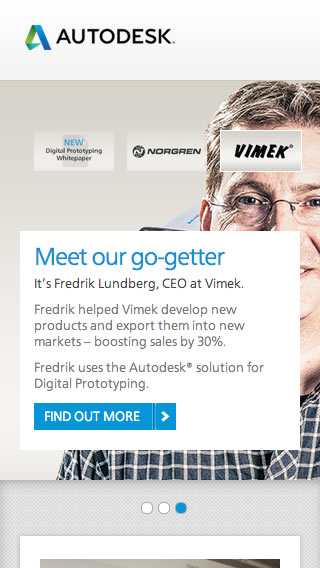 AUTODESK.
NEW
Digital Prototyping
Whitepaper
NORGREN
VIMEK®
Meet our go-getter
It's Fredrik Lundberg, CEO at Vimek.
Fredrik helped Vimek develop new
products and export them into new
markets – boosting sales by 30%.
Fredrik uses the Autodesk® solution for
Digital Prototyping.
FIND OUT MORE